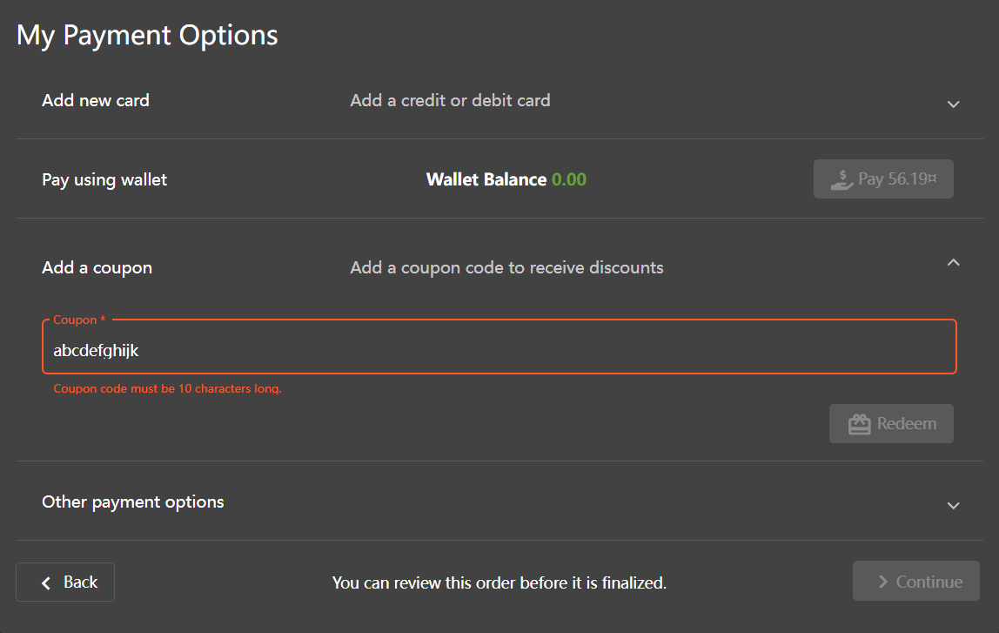 My Payment Options
Add new card Add a credit or debit card
Pay using wallet Wallet Balance 0.00 Pay 56.19¤
Add a coupon Add a coupon code to receive discounts
Coupon *
abcdefghijk
Coupon code must be 10 characters long.
Redeem
Other payment options
Back You can review this order before it is finalized. Continue